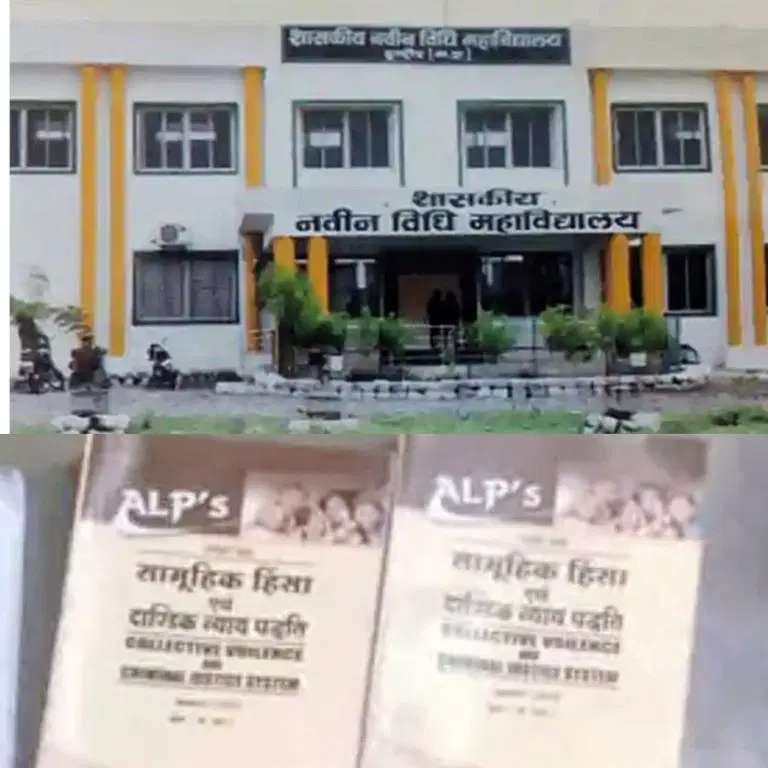 शासकीय नवीन विधि महाविद्यालय
शासकीय
नवीन विधि महाविद्यालय
ALP's
सामूहिक हिंसा
एवं
दाण्डिक न्याय पद्धति
COLLECTIVE VIOLENCE
AND
CRIMINAL JUSTICE SYSTEM
ALP's
सामूहिक हिंसा
एवं
दाण्डिक न्याय पद्धति
COLLECTIVE VIOLENCE
AND
CRIMINAL JUSTICE SYSTEM